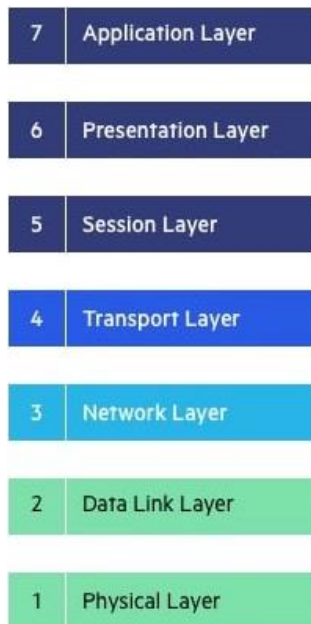 7 Application Layer
6 Presentation Layer
5 Session Layer
4 Transport Layer
3 Network Layer
2 Data Link Layer
1 Physical Layer